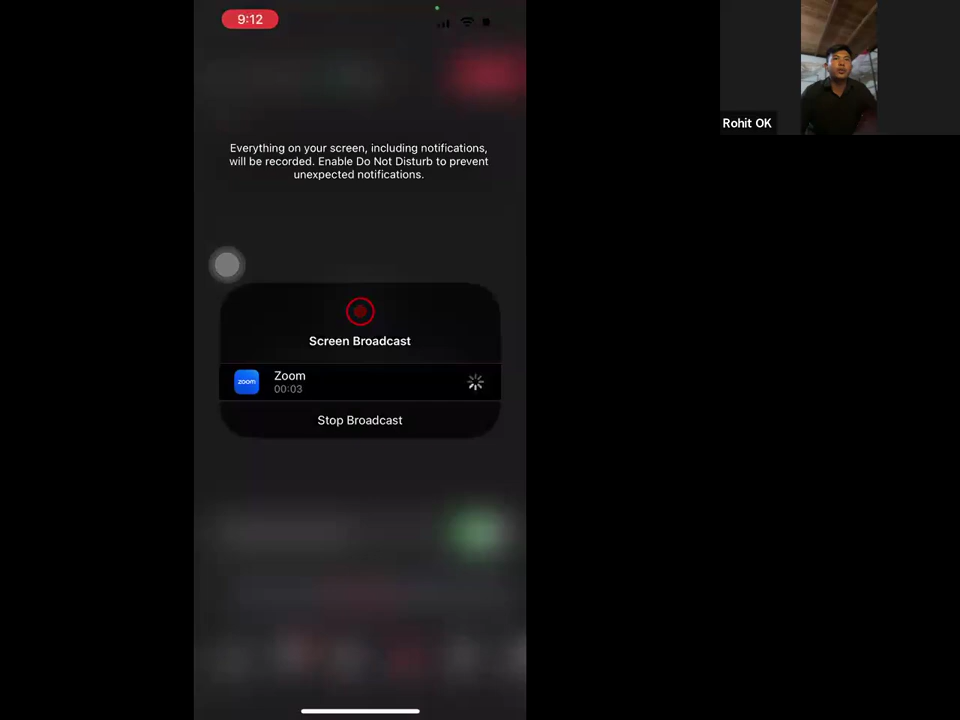 9:12
Everything on your screen, including notifications,
will be recorded. Enable Do Not Disturb to prevent
unexpected notifications.
Screen Broadcast
zoom
Zoom
00:03
Stop Broadcast
Rohit OK